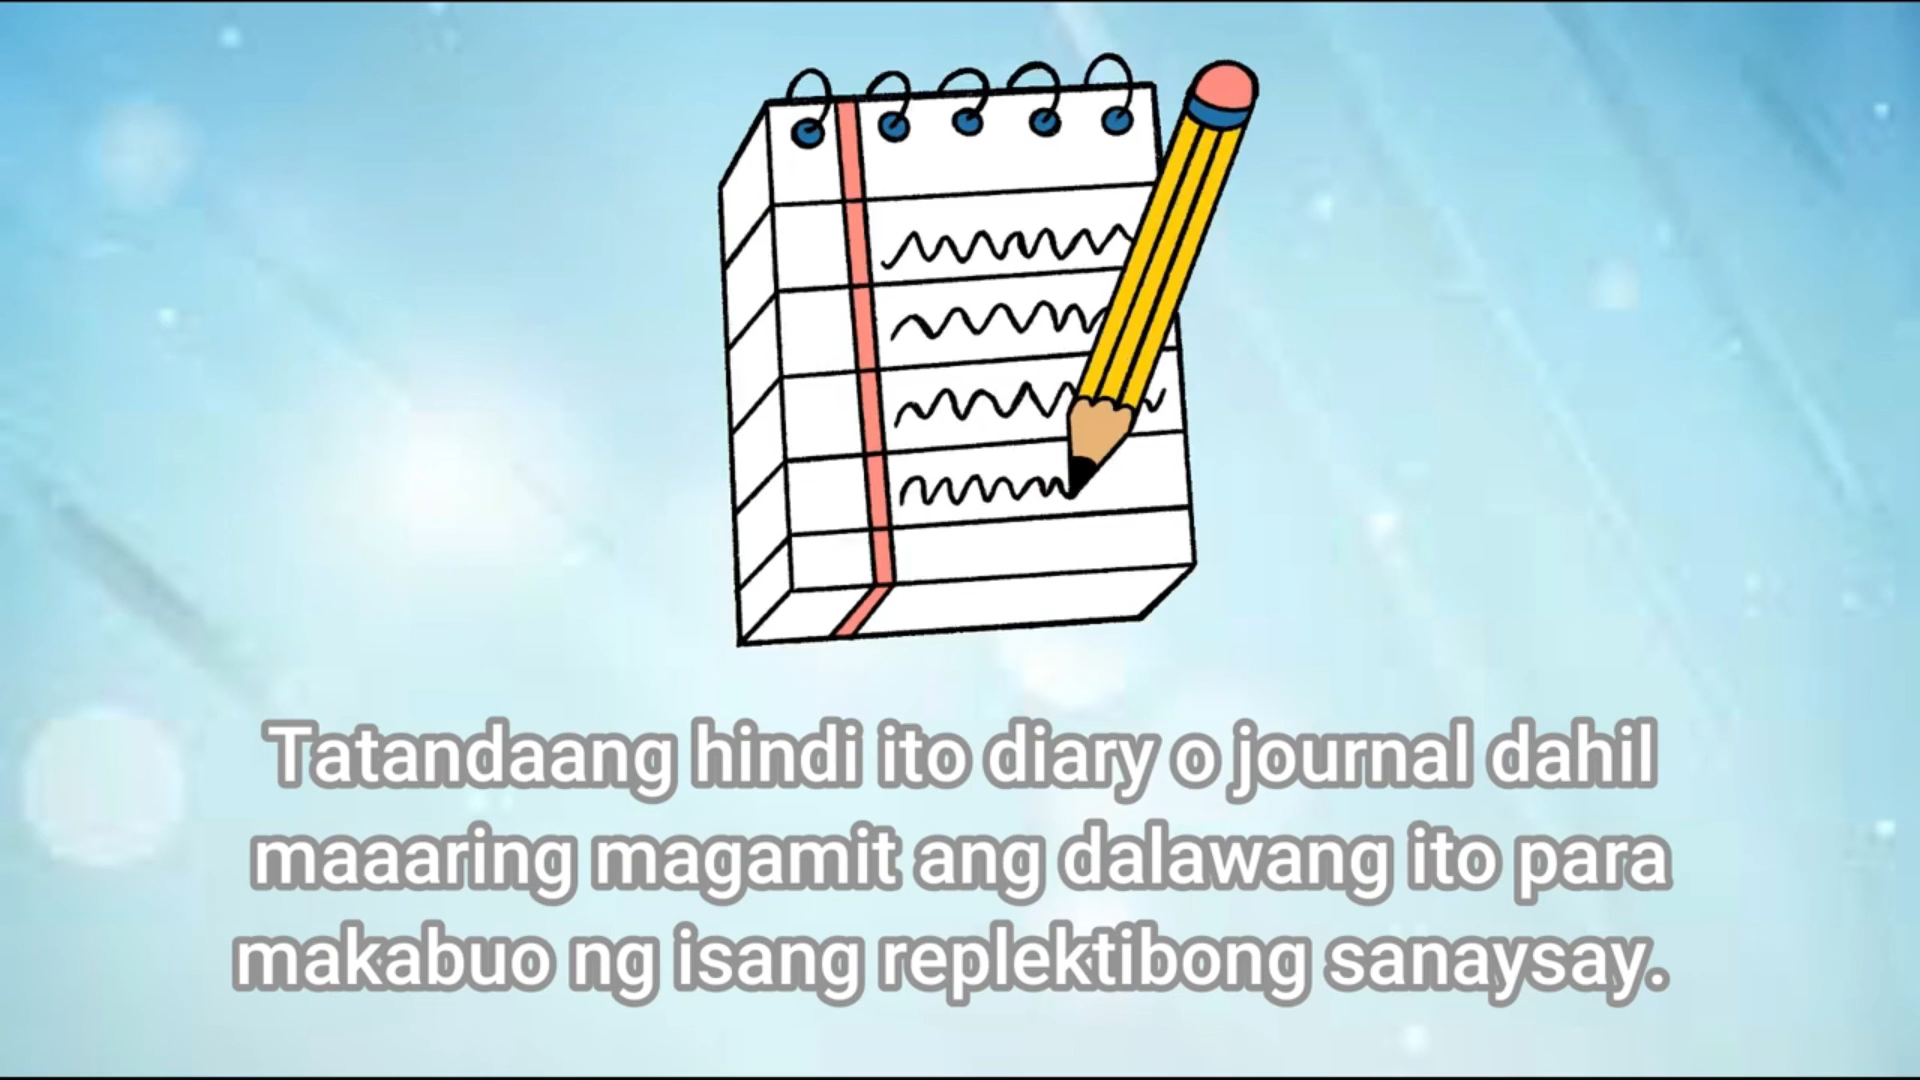 Tatandaang hindi ito diary o journal dahil
maaaring magamit ang dalawang ito para
makabuo ng isang replektibong sanaysay.